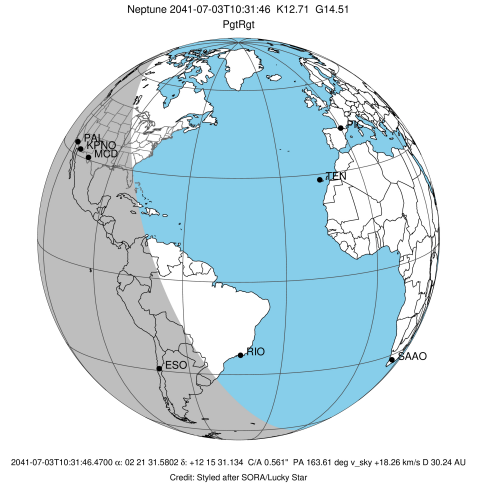 Neptune 2041-07-03T10:31:46  K12.71  G14.51
PgtRgt
PAL
KPNO
MCD
PIC
TEN
RIO
ESO
SAAO
2041-07-03T10:31:46.4700 α: 02 21 31.5802 δ: +12 15 31.134  C/A 0.561"  PA 163.61 deg v_sky +18.26 km/s D 30.24 AU
Credit: Styled after SORA/Lucky Star